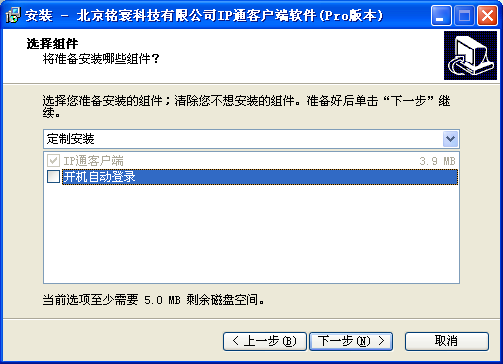 安装 - 北京铭寰科技有限公司IP通客户端软件(Pro版本)
选择组件
将准备安装哪些组件？
选择您准备安装的组件；清除您不想安装的组件。准备好后单击“下一步”继
续。
定制安装
IP通客户端 3.9 MB
开机自动登录
当前选项至少需要 5.0 MB 剩余磁盘空间。
< 上一步(B) 下一步(N) > 取消